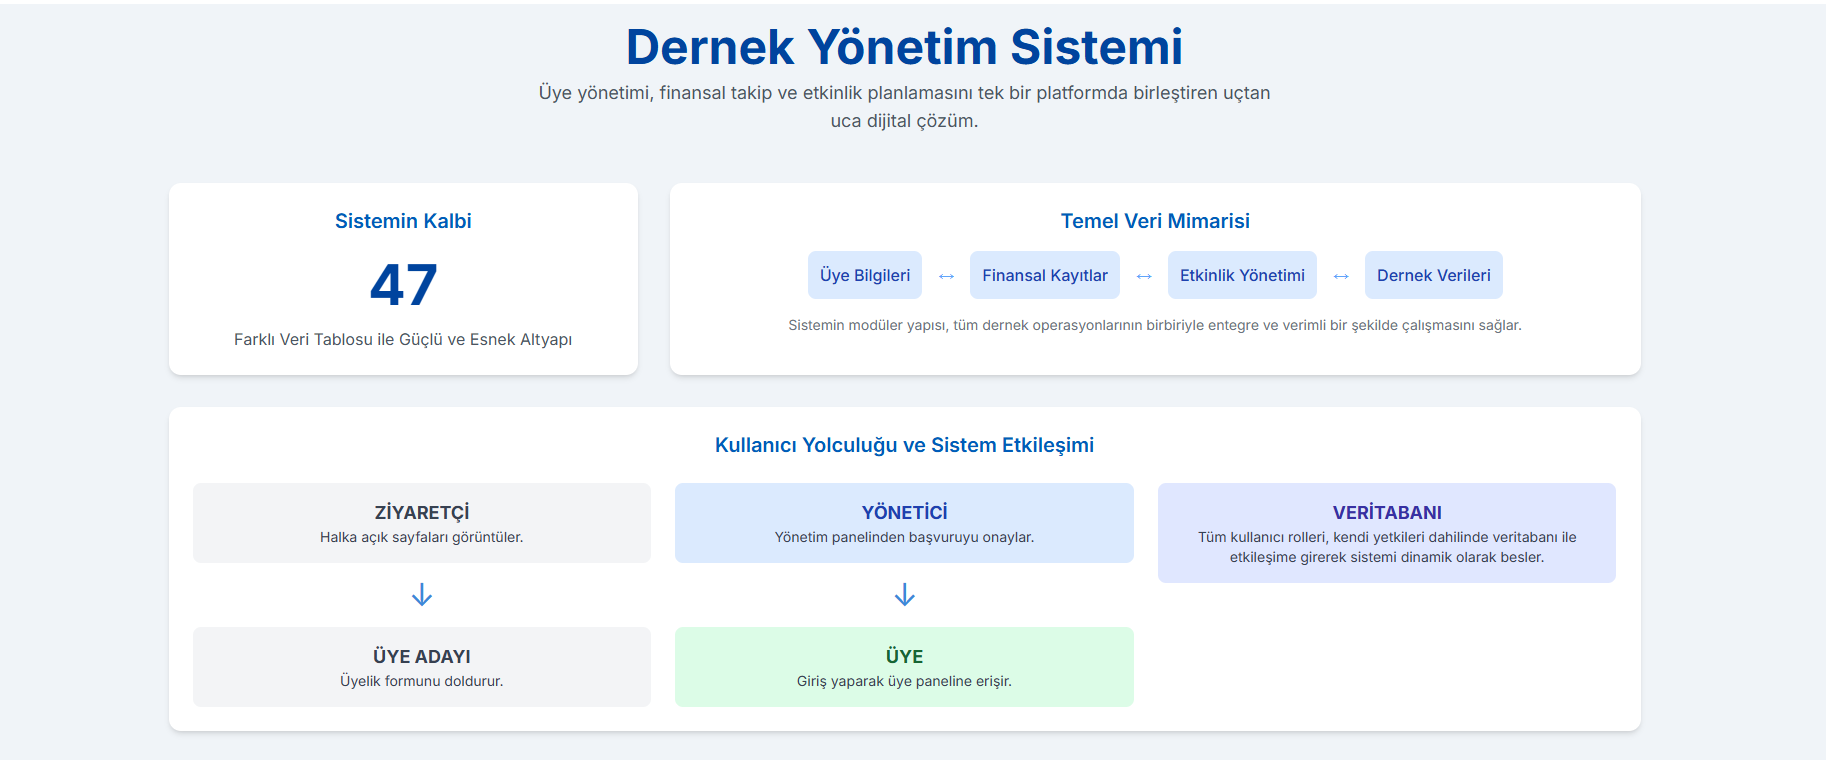 Dernek Yönetim Sistemi
Üye yönetimi, finansal takip ve etkinlik planlamasını tek bir platformda birleştiren uçtan
uca dijital çözüm.
Sistemin Kalbi
47
Farklı Veri Tablosu ile Güçlü ve Esnek Altyapı
Temel Veri Mimarisi
Üye Bilgileri ↔ Finansal Kayıtlar ↔ Etkinlik Yönetimi ↔ Dernek Verileri
Sistemin modüler yapısı, tüm dernek operasyonlarının birbiriyle entegre ve verimli bir şekilde çalışmasını sağlar.
Kullanıcı Yolculuğu ve Sistem Etkileşimi
ZİYARETÇİ
Halka açık sayfaları görüntüler.
↓
ÜYE ADAYI
Üyelik formunu doldurur.
YÖNETİCİ
Yönetim panelinden başvuruyu onaylar.
↓
ÜYE
Giriş yaparak üye paneline erişir.
VERİTABANI
Tüm kullanıcı rolleri, kendi yetkileri dahilinde veritabanı ile
etkileşime girerek sistemi dinamik olarak besler.